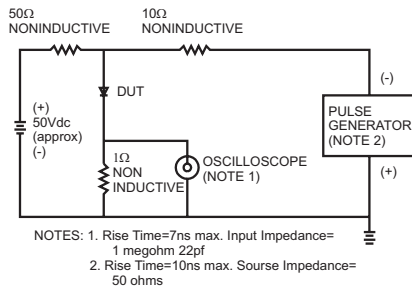 50Ω
NONINDUCTIVE
10Ω
NONINDUCTIVE
(+)
50Vdc
(approx)
(-)
DUT
1Ω
NON
INDUCTIVE
OSCILLOSCOPE
(NOTE 1)
(-)
PULSE
GENERATOR
(NOTE 2)
(+)
NOTES: 1. Rise Time=7ns max. Input Impedance=
1 megohm 22pf
2. Rise Time=10ns max. Sourse Impedance=
50 ohms